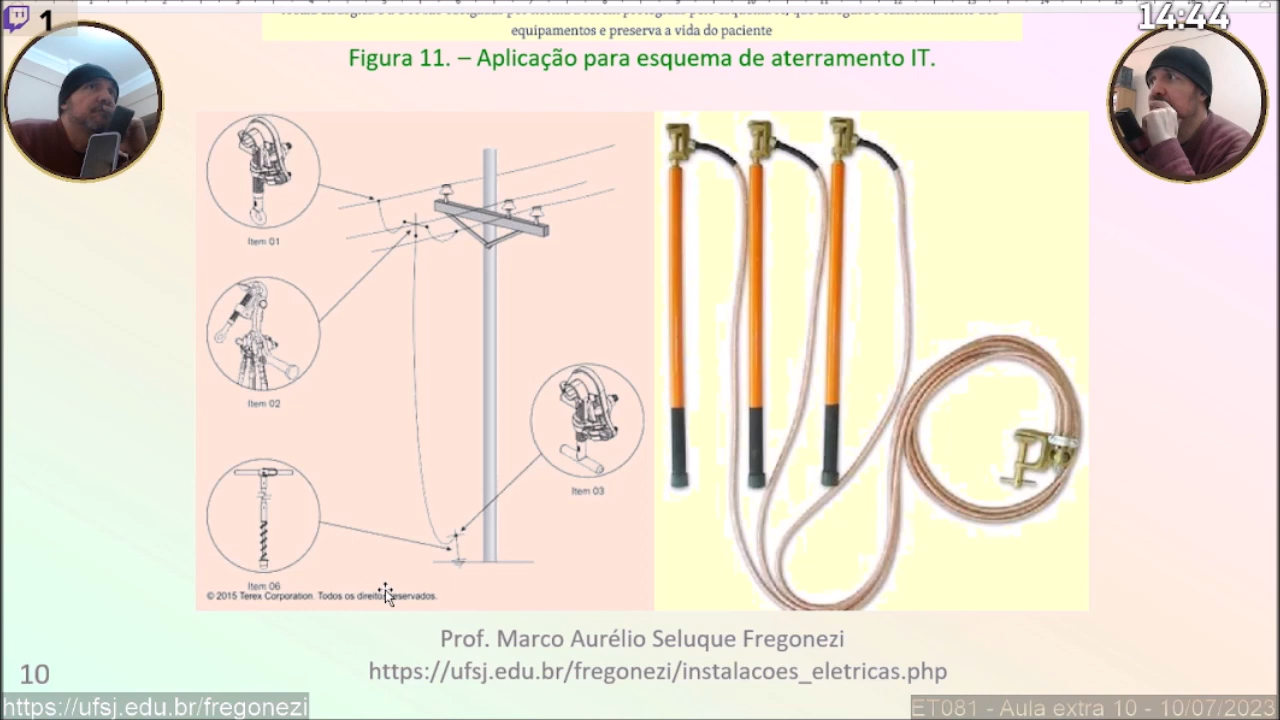 1
14:44
equipamentos e preserva a vida do paciente
Figura 11. – Aplicação para esquema de aterramento IT.
Item 01
Item 02
Item 03
Item 06
© 2015 Terex Corporation. Todos os direitos reservados.
Prof. Marco Aurélio Seluque Fregonezi
10
https://ufsj.edu.br/fregonezi/instalacoes_eletricas.php
https://ufsj.edu.br/fregonezi
ET081 - Aula extra 10 - 10/07/2023